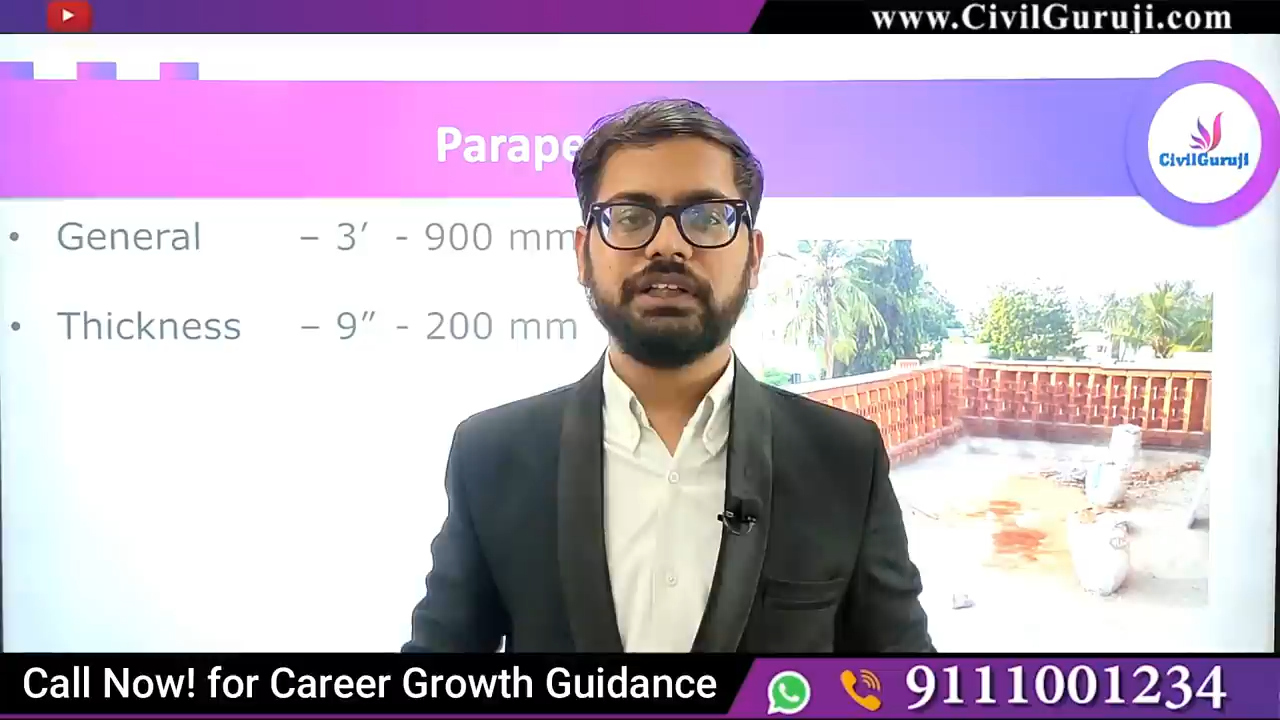 www.CivilGuruji.com
CivilGuruji
Parape
• General – 3′ - 900 mm
• Thickness – 9″ - 200 mm
Call Now! for Career Growth Guidance
9111001234